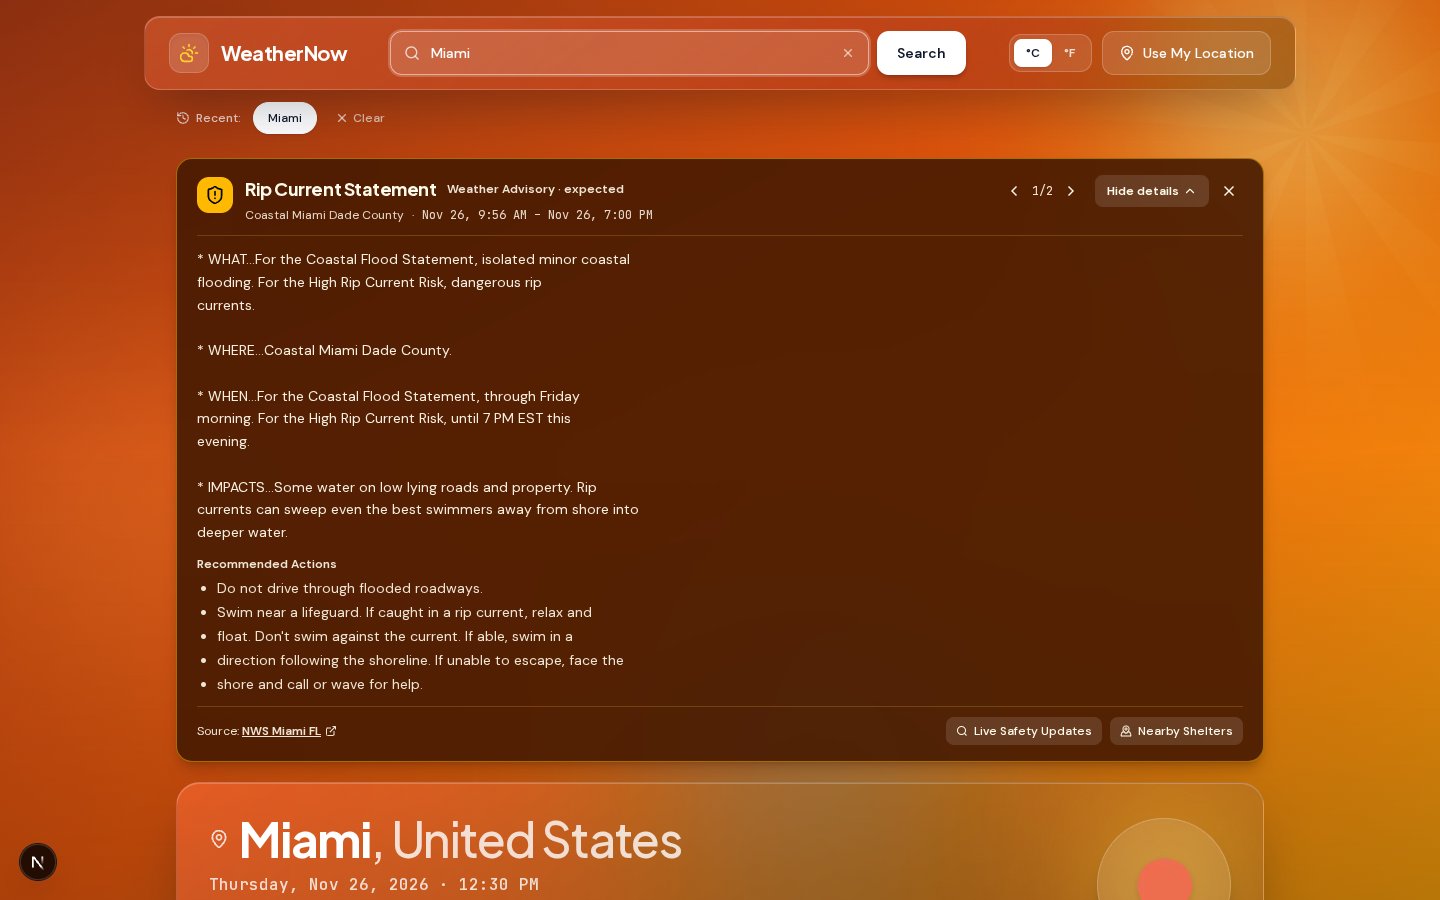 WeatherNow
Miami
Search
°C
°F
Use My Location
Recent:
Miami
Clear
Rip Current Statement
Weather Advisory · expected
1/2
Hide details
Coastal Miami Dade County · Nov 26, 9:56 AM – Nov 26, 7:00 PM
* WHAT...For the Coastal Flood Statement, isolated minor coastal
flooding. For the High Rip Current Risk, dangerous rip
currents.
* WHERE...Coastal Miami Dade County.
* WHEN...For the Coastal Flood Statement, through Friday
morning. For the High Rip Current Risk, until 7 PM EST this
evening.
* IMPACTS...Some water on low lying roads and property. Rip
currents can sweep even the best swimmers away from shore into
deeper water.
Recommended Actions
• Do not drive through flooded roadways.
• Swim near a lifeguard. If caught in a rip current, relax and
• float. Don't swim against the current. If able, swim in a
• direction following the shoreline. If unable to escape, face the
• shore and call or wave for help.
Source: NWS Miami FL
Live Safety Updates
Nearby Shelters
Miami, United States
Thursday, Nov 26, 2026 · 12:30 PM
N